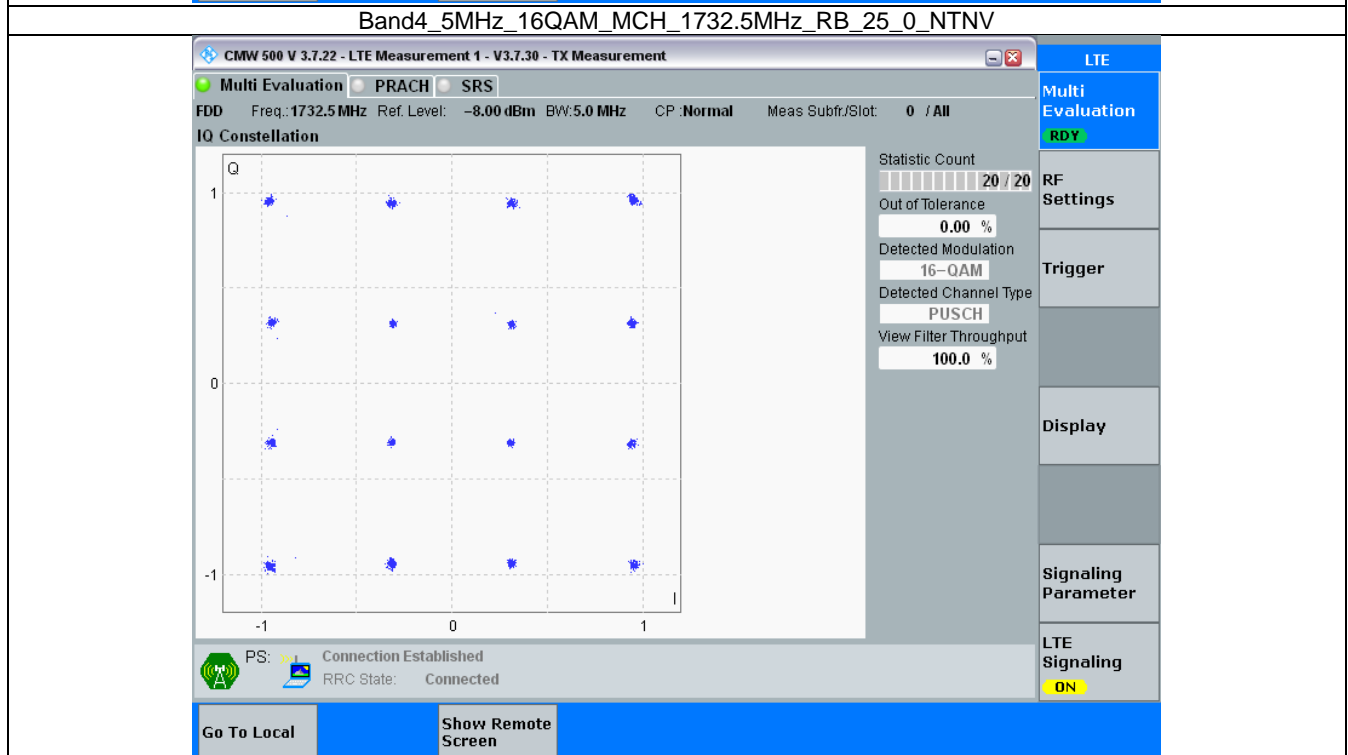 Band4_5MHz_16QAM_MCH_1732.5MHz_RB_25_0_NTNV
CMW 500 V 3.7.22 - LTE Measurement 1 - V3.7.30 - TX Measurement
LTE
Multi Evaluation PRACH SRS
FDD Freq.: 1732.5 MHz Ref. Level: −8.00 dBm BW: 5.0 MHz CP : Normal Meas Subfr./Slot: 0 / All
IQ Constellation
Multi
Evaluation
RDY
Q
1
0
-1
I
-1 0 1
Statistic Count
20 / 20
Out of Tolerance
0.00 %
Detected Modulation
16−QAM
Detected Channel Type
PUSCH
View Filter Throughput
100.0 %
RF
Settings
Trigger
Display
Signaling
Parameter
LTE
Signaling
ON
PS: Connection Established
RRC State: Connected
Go To Local
Show Remote
Screen